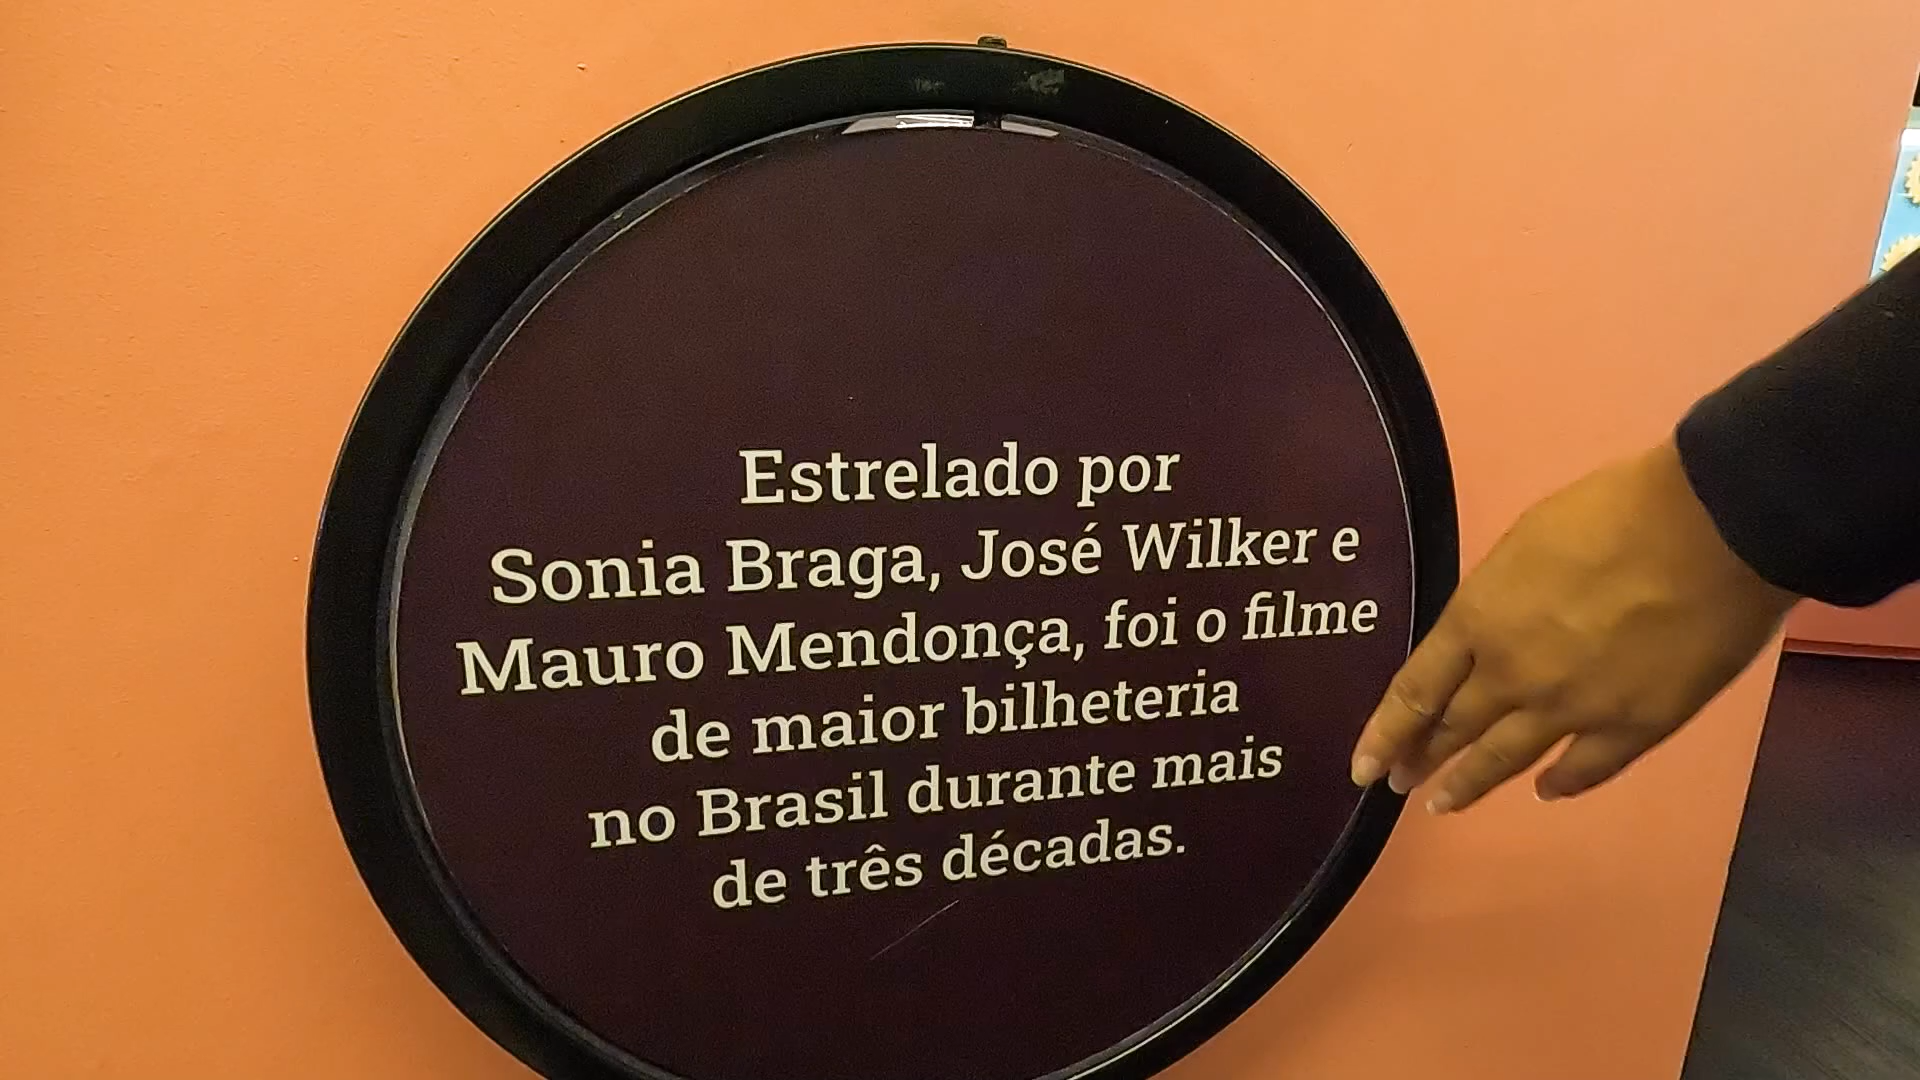 Estrelado por
Sonia Braga, José Wilker e
Mauro Mendonça, foi o filme
de maior bilheteria
no Brasil durante mais
de três décadas.